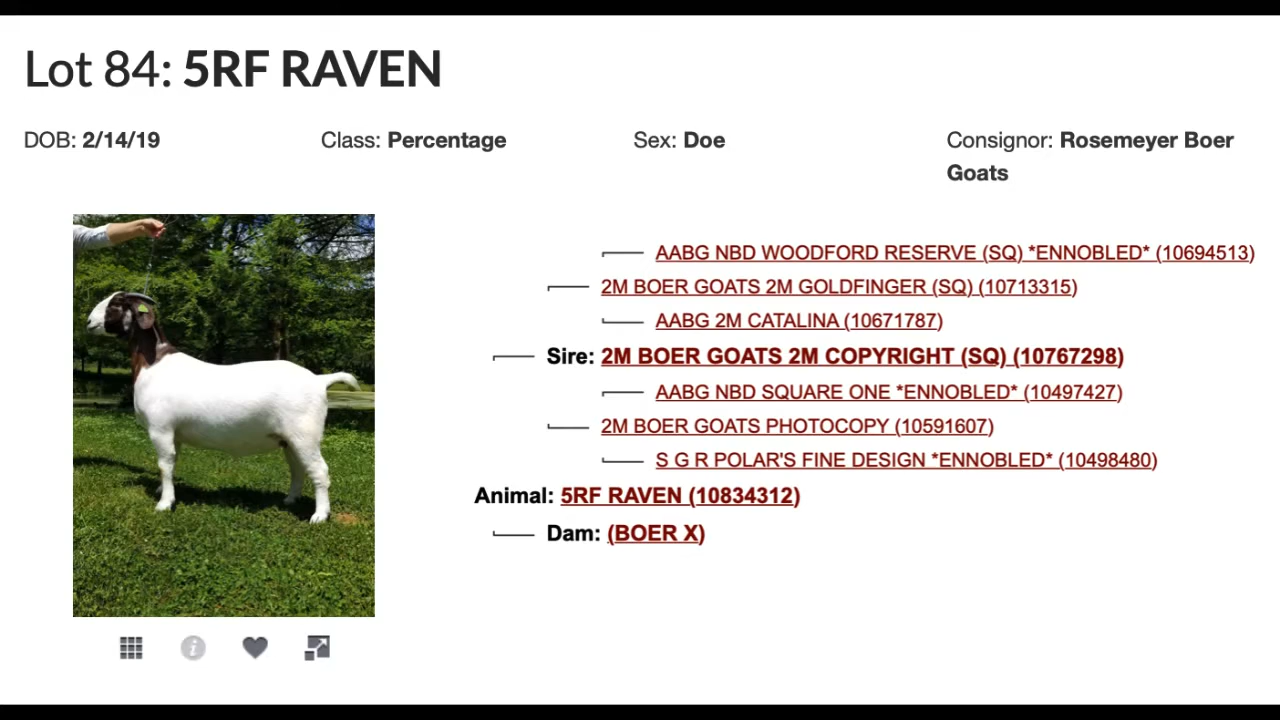 Lot 84: 5RF RAVEN
DOB: 2/14/19
Class: Percentage
Sex: Doe
Consignor: Rosemeyer Boer
Goats
AABG NBD WOODFORD RESERVE (SQ) *ENNOBLED* (10694513)
2M BOER GOATS 2M GOLDFINGER (SQ) (10713315)
AABG 2M CATALINA (10671787)
Sire: 2M BOER GOATS 2M COPYRIGHT (SQ) (10767298)
AABG NBD SQUARE ONE *ENNOBLED* (10497427)
2M BOER GOATS PHOTOCOPY (10591607)
S G R POLAR'S FINE DESIGN *ENNOBLED* (10498480)
Animal: 5RF RAVEN (10834312)
Dam: (BOER X)